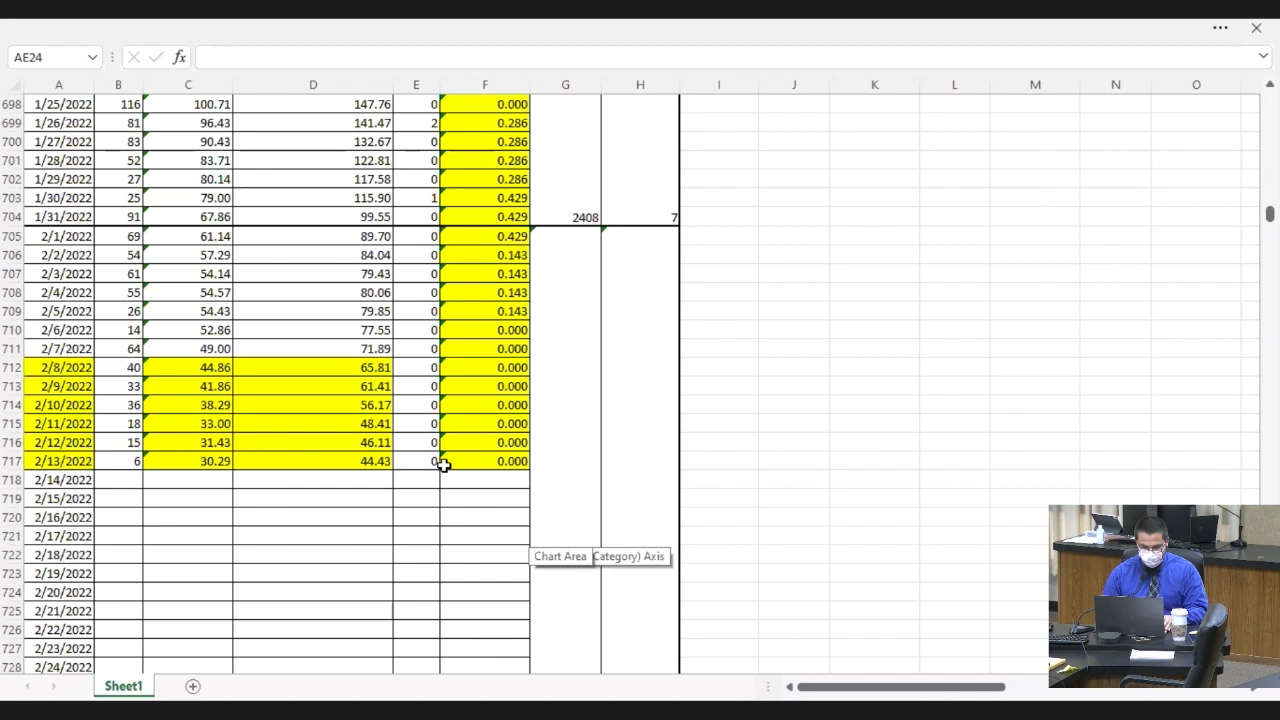 AE24 fx
A B C D E F G H I J K L M N O
698 1/25/2022 116 100.71 147.76 0 0.000
699 1/26/2022 81 96.43 141.47 2 0.286
700 1/27/2022 83 90.43 132.67 0 0.286
701 1/28/2022 52 83.71 122.81 0 0.286
702 1/29/2022 27 80.14 117.58 0 0.286
703 1/30/2022 25 79.00 115.90 1 0.429
704 1/31/2022 91 67.86 99.55 0 0.429 2408 7
705 2/1/2022 69 61.14 89.70 0 0.429
706 2/2/2022 54 57.29 84.04 0 0.143
707 2/3/2022 61 54.14 79.43 0 0.143
708 2/4/2022 55 54.57 80.06 0 0.143
709 2/5/2022 26 54.43 79.85 0 0.143
710 2/6/2022 14 52.86 77.55 0 0.000
711 2/7/2022 64 49.00 71.89 0 0.000
712 2/8/2022 40 44.86 65.81 0 0.000
713 2/9/2022 33 41.86 61.41 0 0.000
714 2/10/2022 36 38.29 56.17 0 0.000
715 2/11/2022 18 33.00 48.41 0 0.000
716 2/12/2022 15 31.43 46.11 0 0.000
717 2/13/2022 6 30.29 44.43 0 0.000
718 2/14/2022
719 2/15/2022
720 2/16/2022
721 2/17/2022
722 2/18/2022 Chart Area Category) Axis
723 2/19/2022
724 2/20/2022
725 2/21/2022
726 2/22/2022
727 2/23/2022
728 2/24/2022
Sheet1